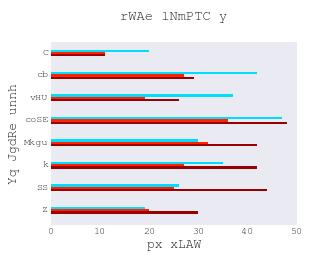 rWAe lNmPTC y
Yq JgdRe unnh
C
cb
vHU
coSE
Mkgu
k
SS
z
0 10 20 30 40 50
px xLAW